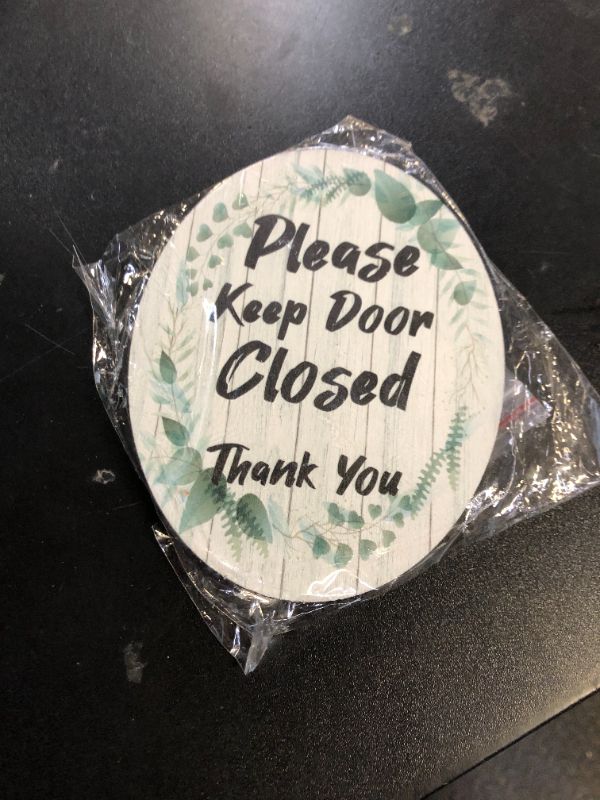 Please
Keep Door
Closed
Thank You